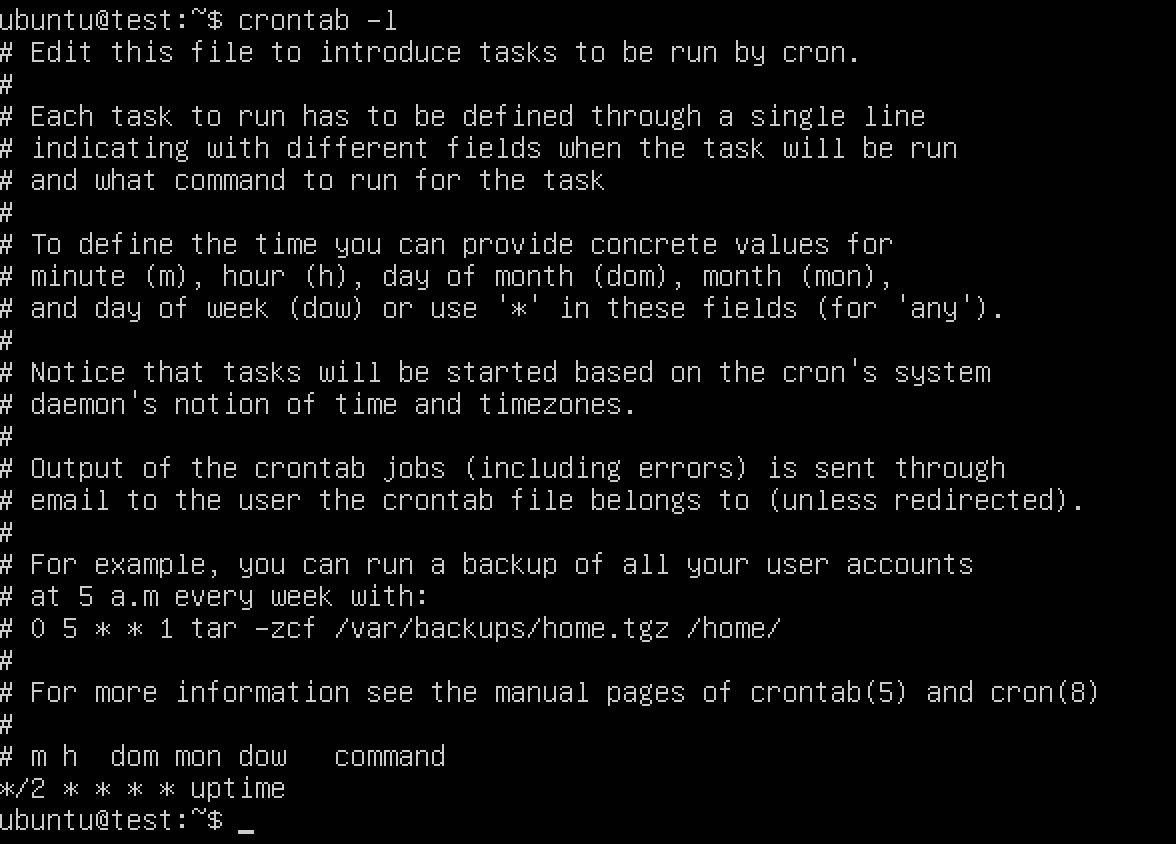 ubuntu@test:~$ crontab -l
# Edit this file to introduce tasks to be run by cron.
#
# Each task to run has to be defined through a single line
# indicating with different fields when the task will be run
# and what command to run for the task
#
# To define the time you can provide concrete values for
# minute (m), hour (h), day of month (dom), month (mon),
# and day of week (dow) or use '*' in these fields (for 'any').
#
# Notice that tasks will be started based on the cron's system
# daemon's notion of time and timezones.
#
# Output of the crontab jobs (including errors) is sent through
# email to the user the crontab file belongs to (unless redirected).
#
# For example, you can run a backup of all your user accounts
# at 5 a.m every week with:
# 0 5 * * 1 tar -zcf /var/backups/home.tgz /home/
#
# For more information see the manual pages of crontab(5) and cron(8)
#
# m h  dom mon dow   command
*/2 * * * * uptime
ubuntu@test:~$ _